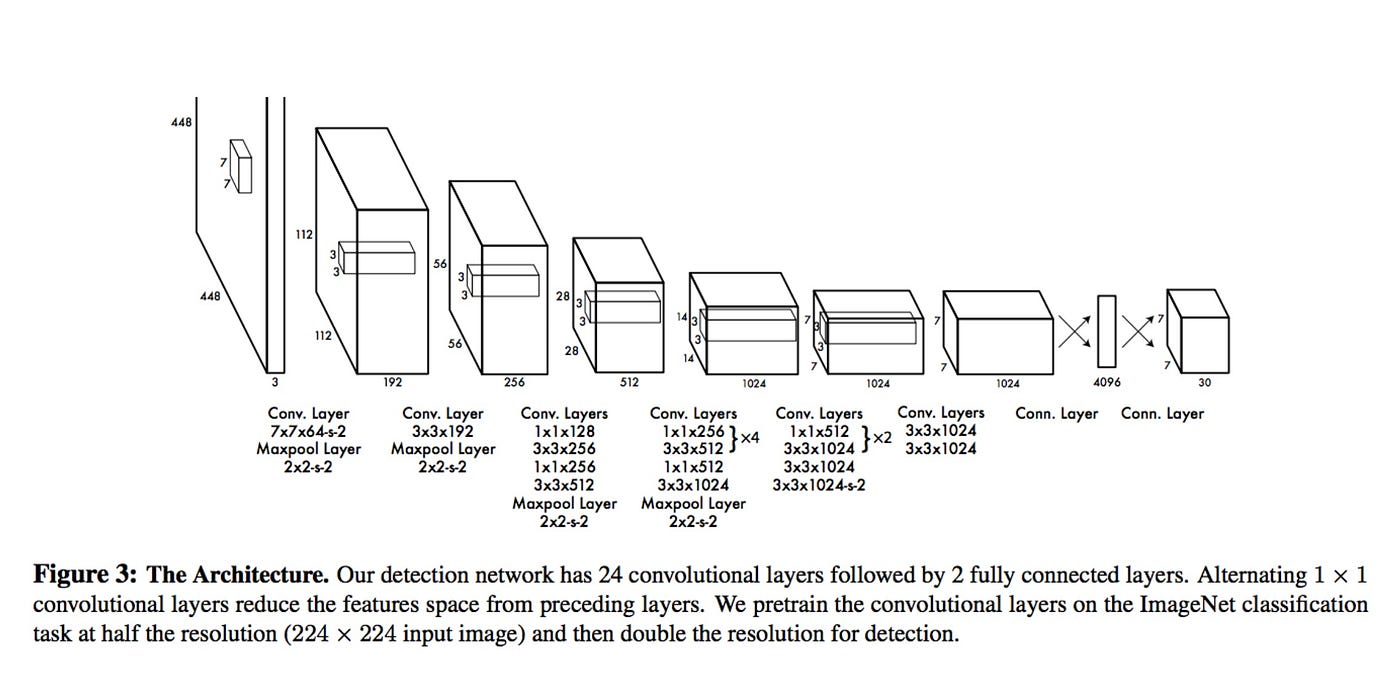 448
7
7
448
3
112
3
3
112
192
56
3
3
56
256
28
3
3
28
512
14
3
3
14
1024
7
3
3
7
1024
7
7
1024
4096
7
7
30
Conv. Layer
7x7x64-s-2
Maxpool Layer
2x2-s-2
Conv. Layer
3x3x192
Maxpool Layer
2x2-s-2
Conv. Layers
1x1x128
3x3x256
1x1x256
3x3x512
Maxpool Layer
2x2-s-2
Conv. Layers
1x1x256
3x3x512 }×4
1x1x512
3x3x1024
Maxpool Layer
2x2-s-2
Conv. Layers
1x1x512
3x3x1024 }×2
3x3x1024
3x3x1024-s-2
Conv. Layers
3x3x1024
3x3x1024
Conn. Layer
Conn. Layer
Figure 3: The Architecture. Our detection network has 24 convolutional layers followed by 2 fully connected layers. Alternating 1 × 1
convolutional layers reduce the features space from preceding layers. We pretrain the convolutional layers on the ImageNet classification
task at half the resolution (224 × 224 input image) and then double the resolution for detection.